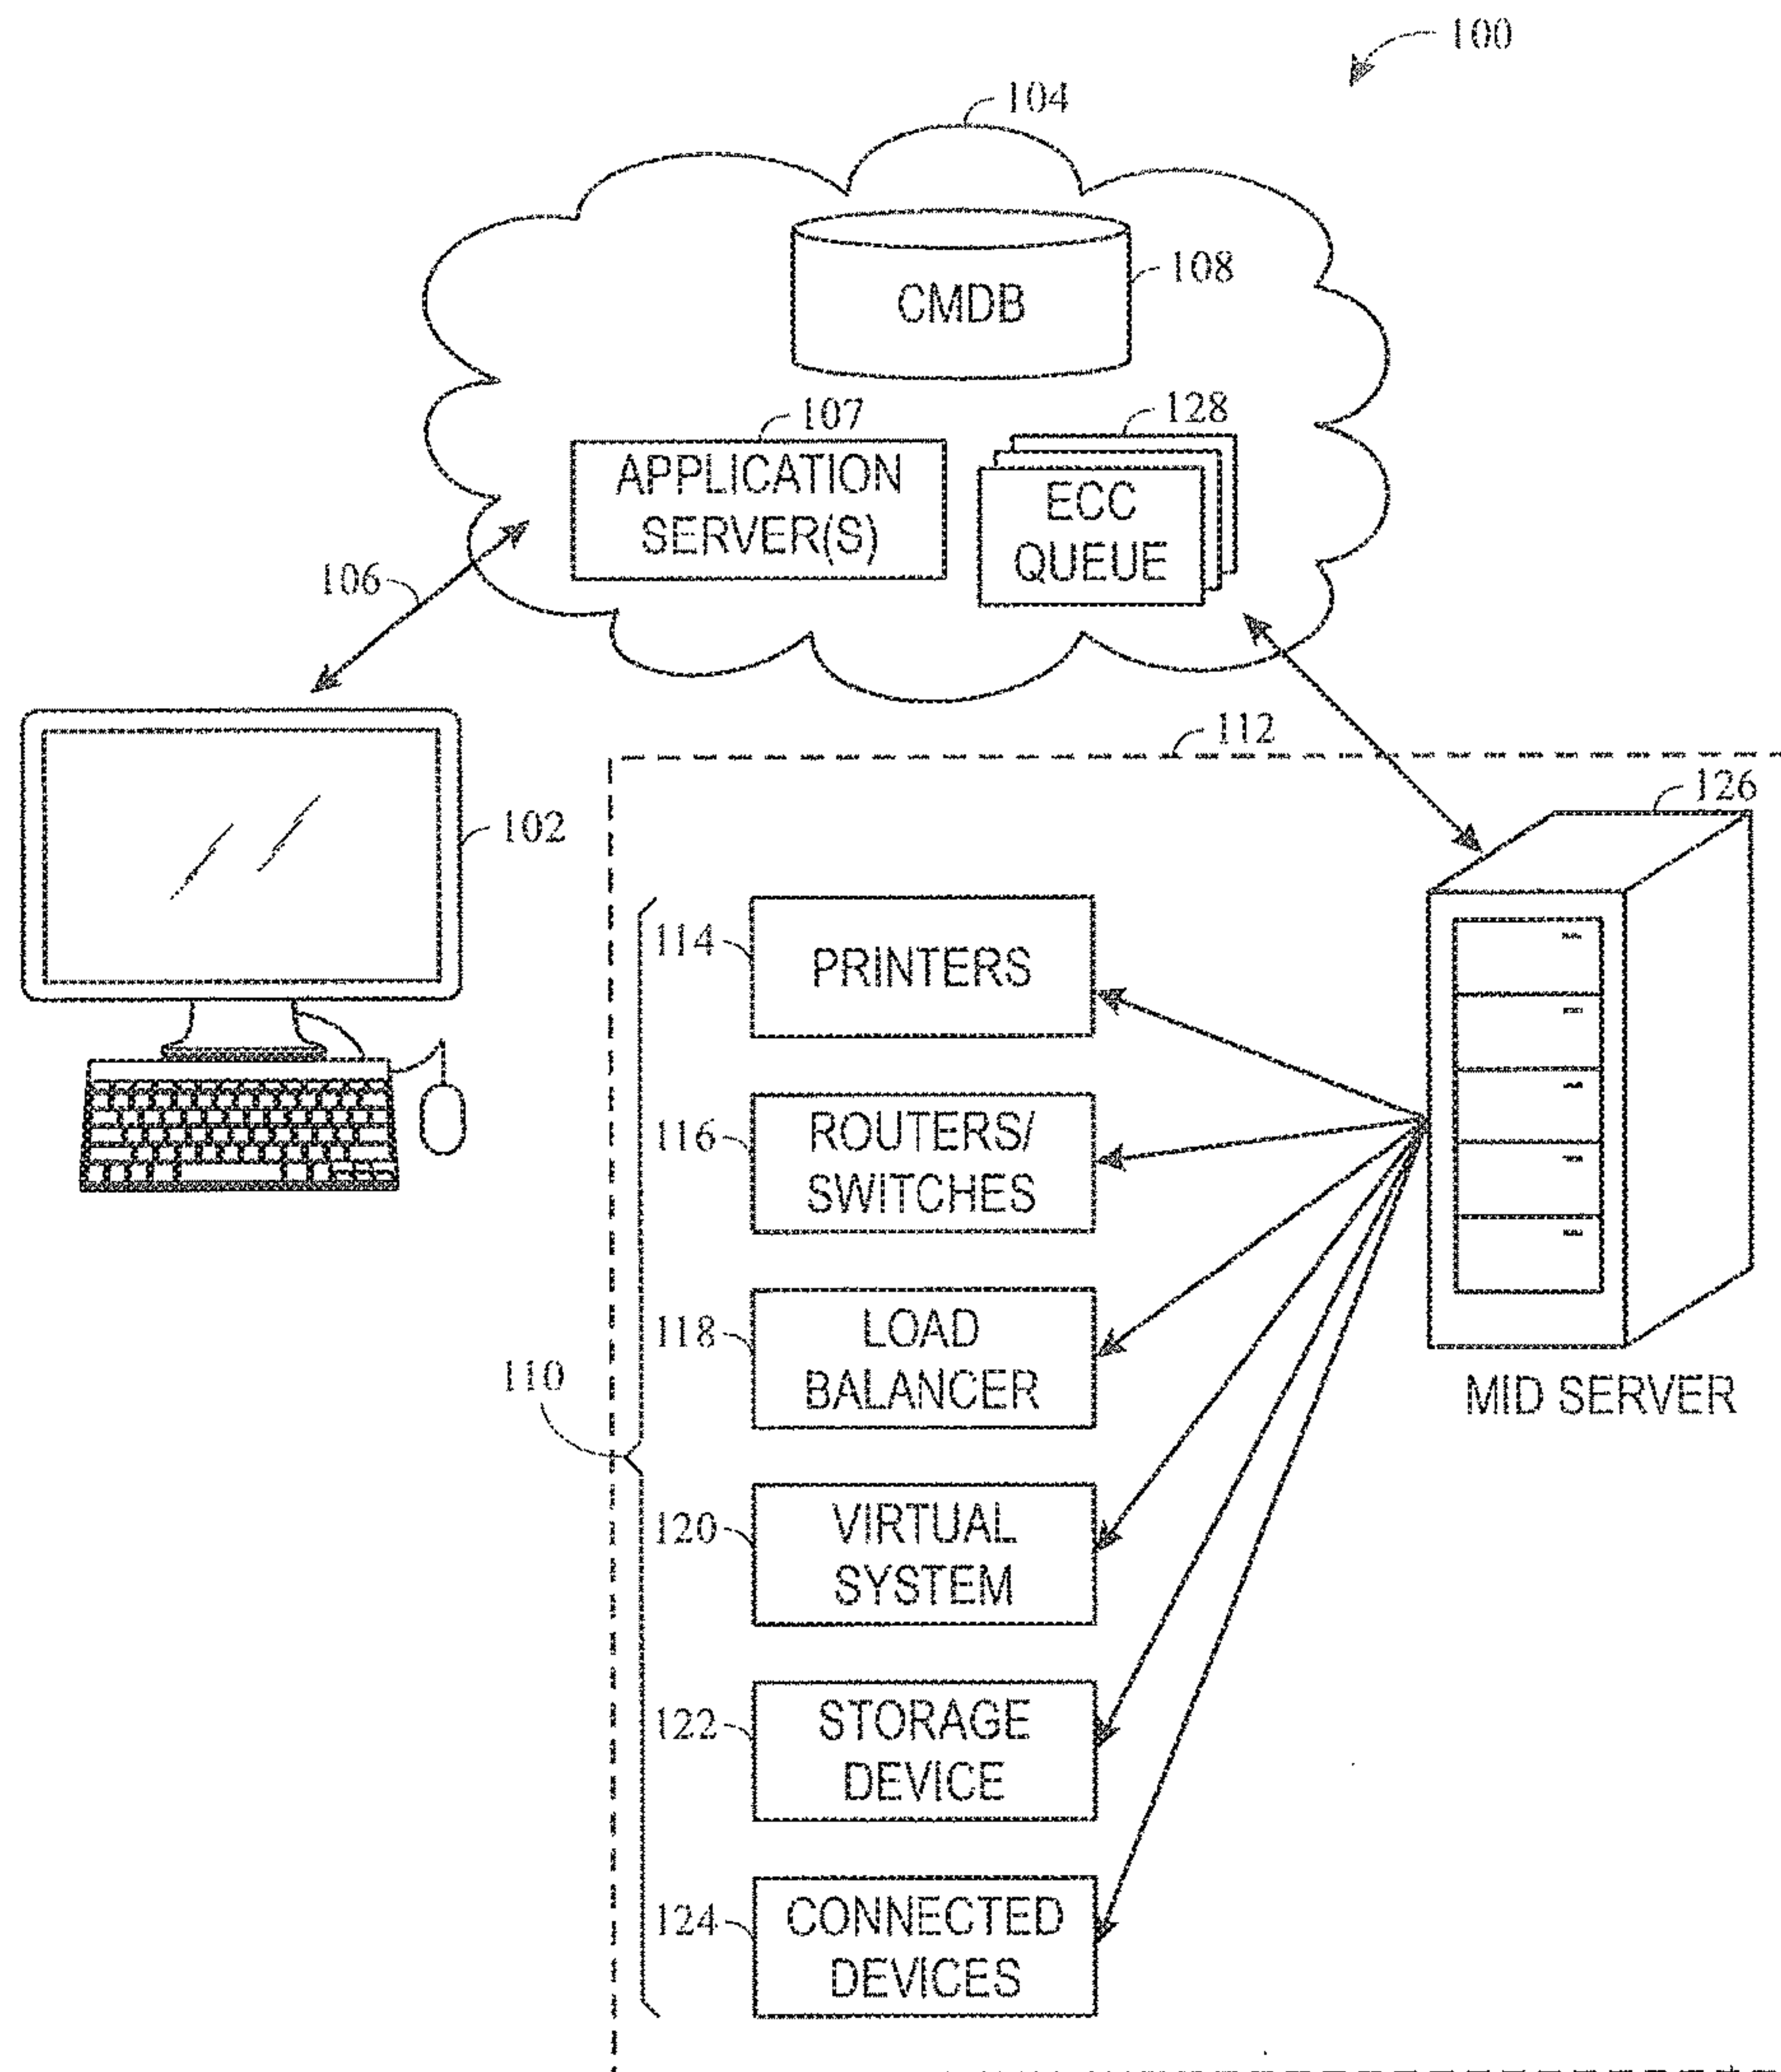 100
104
CMDB
108
107
128
APPLICATION
SERVER(S)
ECC
QUEUE
106
112
126
102
114
PRINTERS
116
ROUTERS/
SWITCHES
118
LOAD
BALANCER
110
MID SERVER
120
VIRTUAL
SYSTEM
122
STORAGE
DEVICE
124
CONNECTED
DEVICES